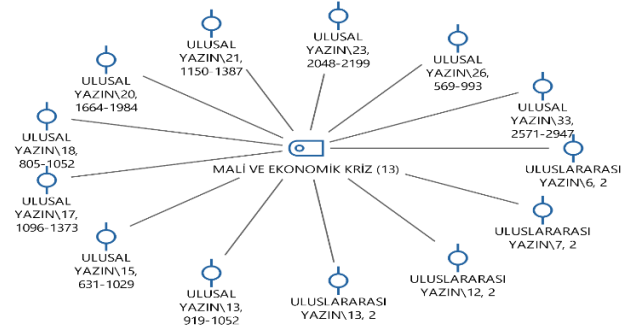 ULUSAL
YAZIN\23,
2048-2199
ULUSAL
YAZIN\21,
1150-1387
ULUSAL
YAZIN\26,
569-993
ULUSAL
YAZIN\20,
1664-1984
ULUSAL
YAZIN\33,
2571-2947
ULUSAL
YAZIN\18,
805-1052
MALİ VE EKONOMİK KRİZ (13)
ULUSLARARASI
YAZIN\6, 2
ULUSAL
YAZIN\17,
1096-1373
ULUSLARARASI
YAZIN\7, 2
ULUSAL
YAZIN\15,
631-1029
ULUSLARARASI
YAZIN\12, 2
ULUSAL
YAZIN\13,
919-1052
ULUSLARARASI
YAZIN\13, 2